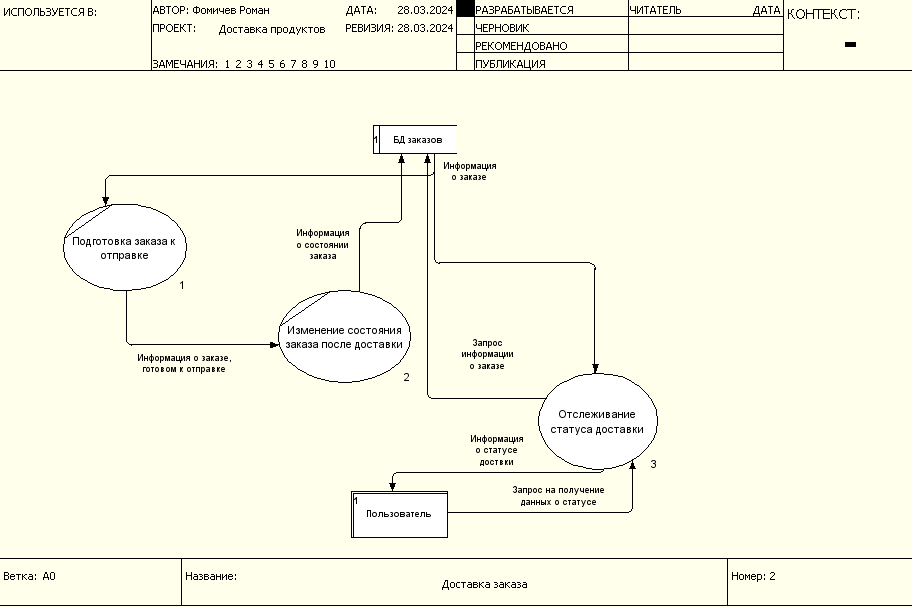 ИСПОЛЬЗУЕТСЯ В:
АВТОР: Фомичев Роман
ДАТА: 28.03.2024
ПРОЕКТ: Доставка продуктов
РЕВИЗИЯ: 28.03.2024
ЗАМЕЧАНИЯ: 1 2 3 4 5 6 7 8 9 10
РАЗРАБАТЫВАЕТСЯ
ЧЕРНОВИК
РЕКОМЕНДОВАНО
ПУБЛИКАЦИЯ
ЧИТАТЕЛЬ
ДАТА
КОНТЕКСТ:
1
БД заказов
Информация
о заказе
Подготовка заказа к
отправке
1
Информация
о состоянии
заказа
Изменение состояния
заказа после доставки
2
Информация о заказе,
готовом к отправке
Запрос
информации
о заказе
Отслеживание
статуса доставки
3
Информация
о статусе
доствки
Запрос на получение
данных о статусе
1
Пользователь
Ветка: A0
Название:
Доставка заказа
Номер: 2